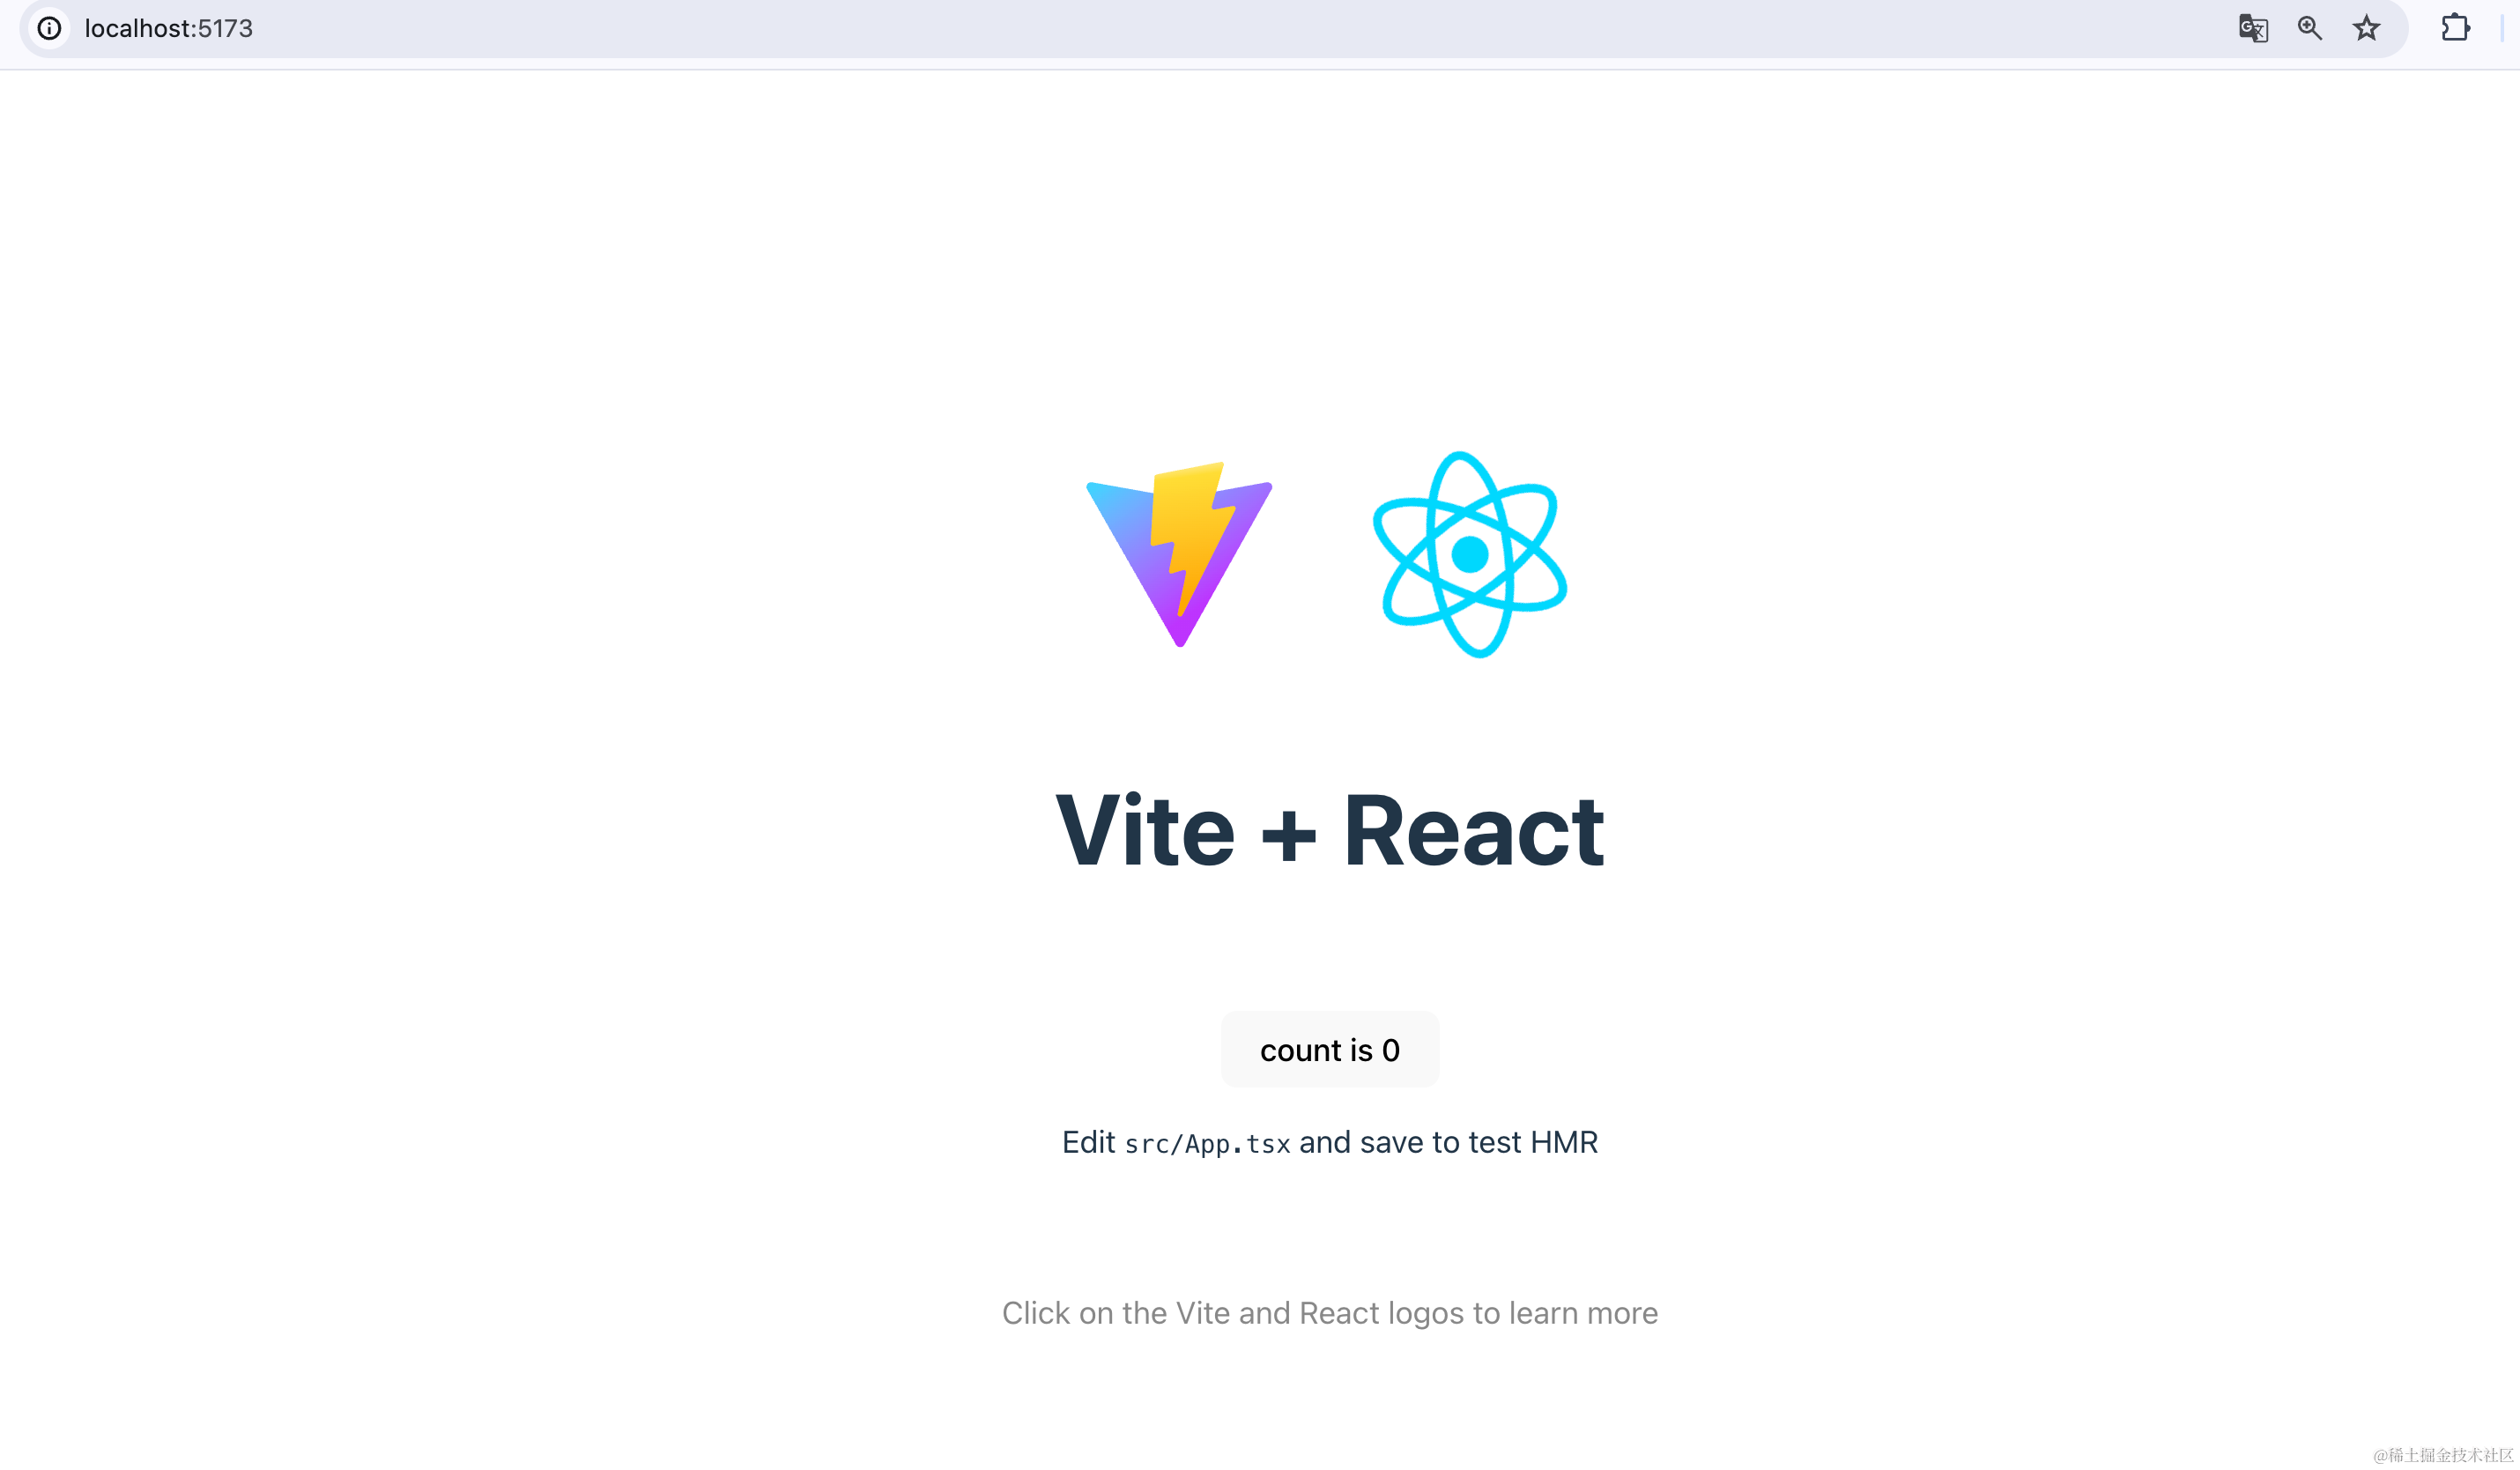 localhost:5173
Vite + React
count is 0
Edit src/App.tsx and save to test HMR
Click on the Vite and React logos to learn more
@稀土掘金技术社区